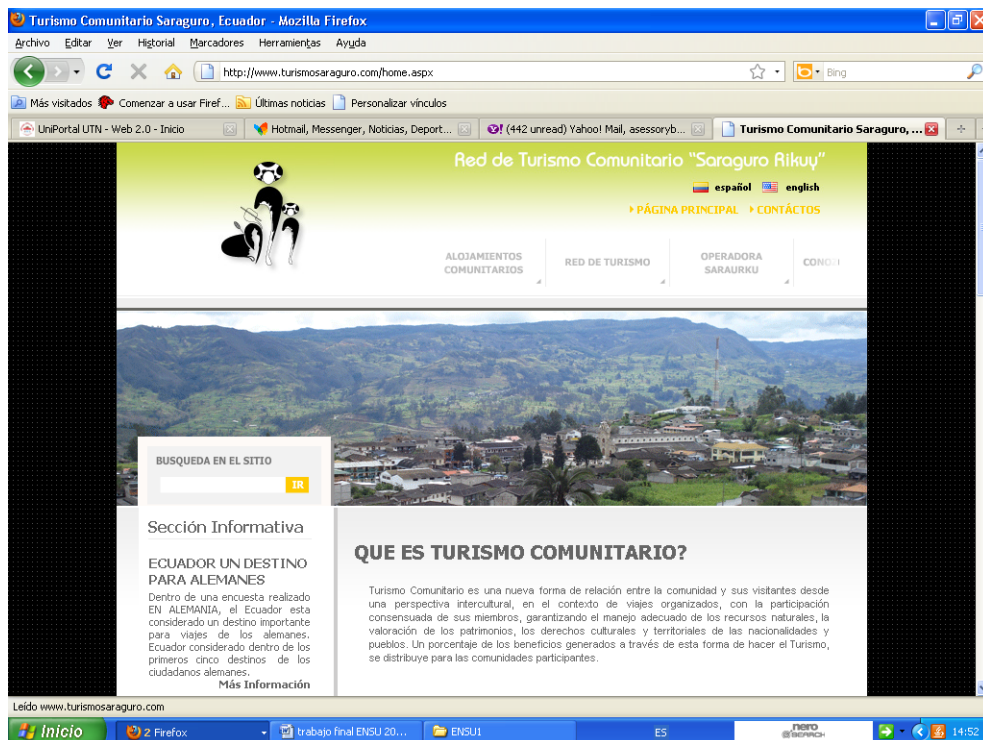 Turismo Comunitario Saraguro, Ecuador - Mozilla Firefox
Archivo Editar Ver Historial Marcadores Herramientas Ayuda
http://www.turismosaraguro.com/home.aspx
Bing
Más visitados Comenzar a usar Firef... Últimas noticias Personalizar vínculos
UniPortal UTN - Web 2.0 - Inicio
Hotmail, Messenger, Noticias, Deport...
(442 unread) Yahoo! Mail, asessoryb...
Turismo Comunitario Saraguro, ...
Red de Turismo Comunitario "Saraguro Rikuy"
español english
PÁGINA PRINCIPAL CONTÁCTOS
ALOJAMIENTOS
COMUNITARIOS
RED DE TURISMO
OPERADORA
SARAURKU
BUSQUEDA EN EL SITIO
IR
Sección Informativa
ECUADOR UN DESTINO
PARA ALEMANES
Dentro de una encuesta realizado
EN ALEMANIA, el Ecuador esta
considerado un destino importante
para viajes de los alemanes.
Ecuador considerado dentro de los
primeros cinco destinos de los
ciudadanos alemanes.
Más Información
QUE ES TURISMO COMUNITARIO?
Turismo Comunitario es una nueva forma de relación entre la comunidad y sus visitantes desde
una perspectiva intercultural, en el contexto de viajes organizados, con la participación
consensuada de sus miembros, garantizando el manejo adecuado de los recursos naturales, la
valoración de los patrimonios, los derechos culturales y territoriales de las nacionalidades y
pueblos. Un porcentaje de los beneficios generados a través de esta forma de hacer el Turismo,
se distribuye para las comunidades participantes.
Leído www.turismosaraguro.com
Inicio
2 Firefox
trabajo final ENSU 20...
ENSU1
ES
nero
SEARCH
14:52